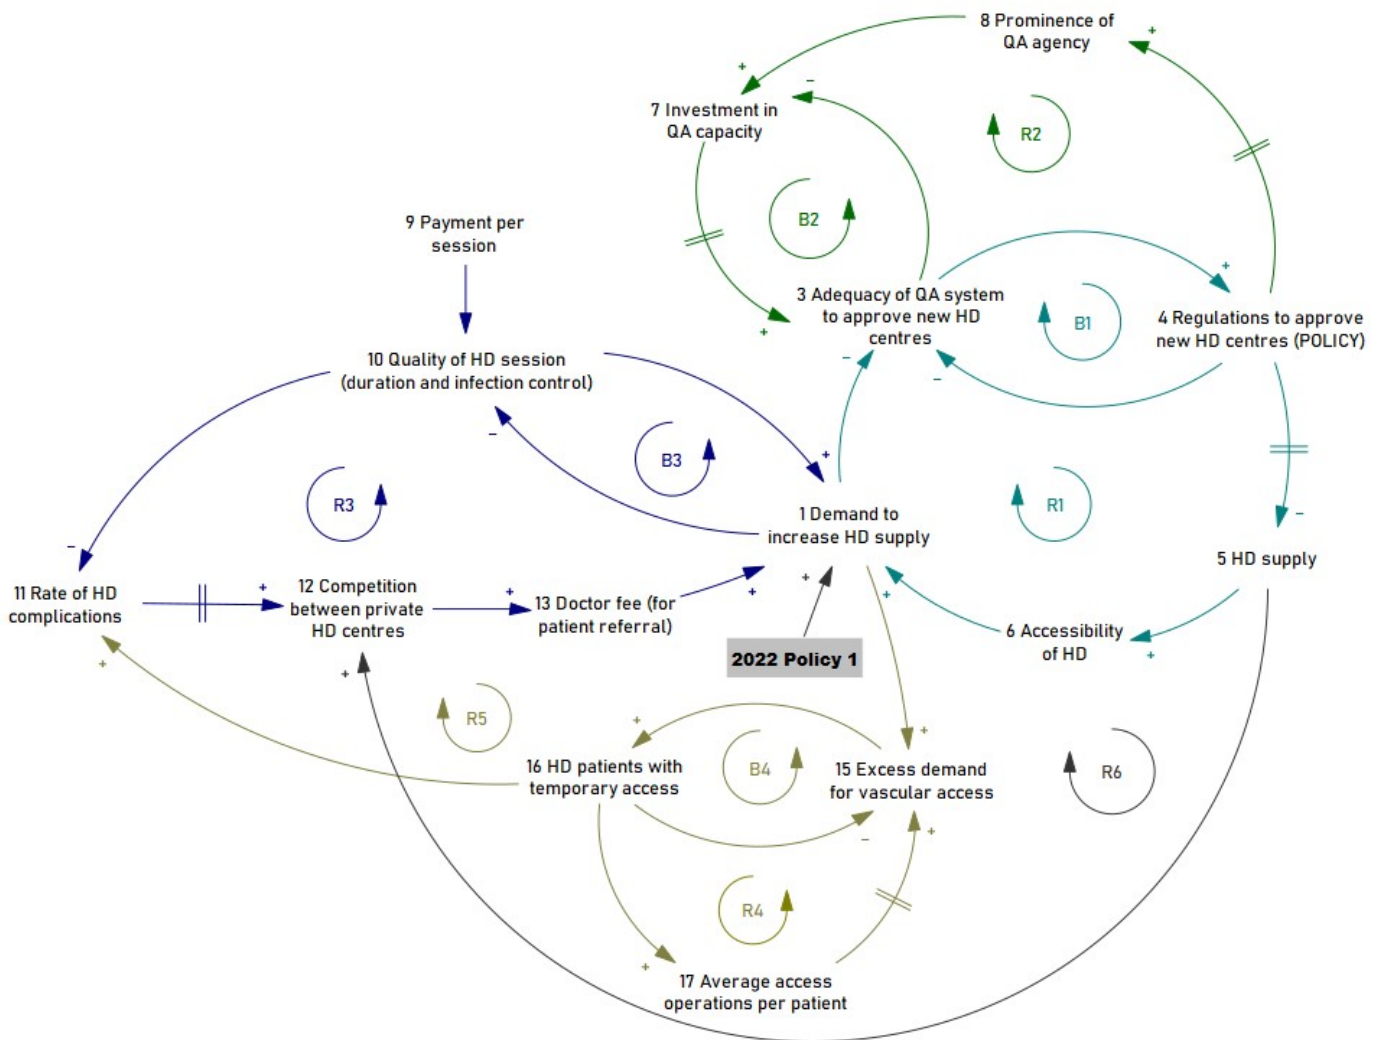 8 Prominence of
QA agency
+
+
−
7 Investment in
QA capacity
R2
B2
9 Payment per
session
+
3 Adequacy of QA system
to approve new HD
centres
+
B1
4 Regulations to approve
new HD centres (POLICY)
−
−
10 Quality of HD session
(duration and infection control)
−
B3
+
R3
R1
−
1 Demand to
increase HD supply
−
5 HD supply
11 Rate of HD
complications
+
12 Competition
between private
HD centres
+
13 Doctor fee (for
patient referral)
+
+
+
6 Accessibility
of HD
+
2022 Policy 1
+
+
R5
+
+
16 HD patients with
temporary access
B4
15 Excess demand
for vascular access
R6
−
+
R4
+
17 Average access
operations per patient